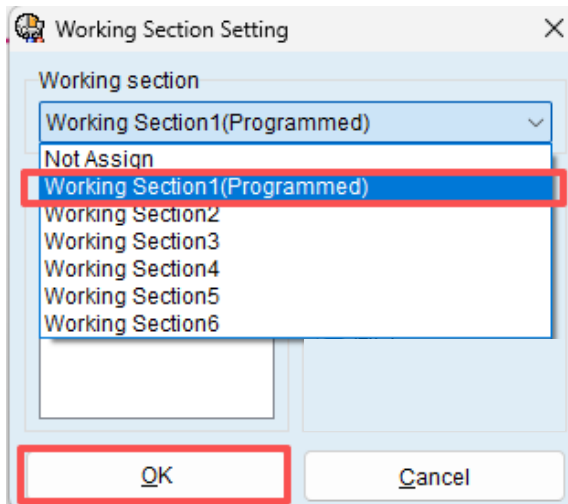 Working Section Setting
Working section
Working Section1(Programmed)
Not Assign
Working Section1(Programmed)
Working Section2
Working Section3
Working Section4
Working Section5
Working Section6
OK
Cancel